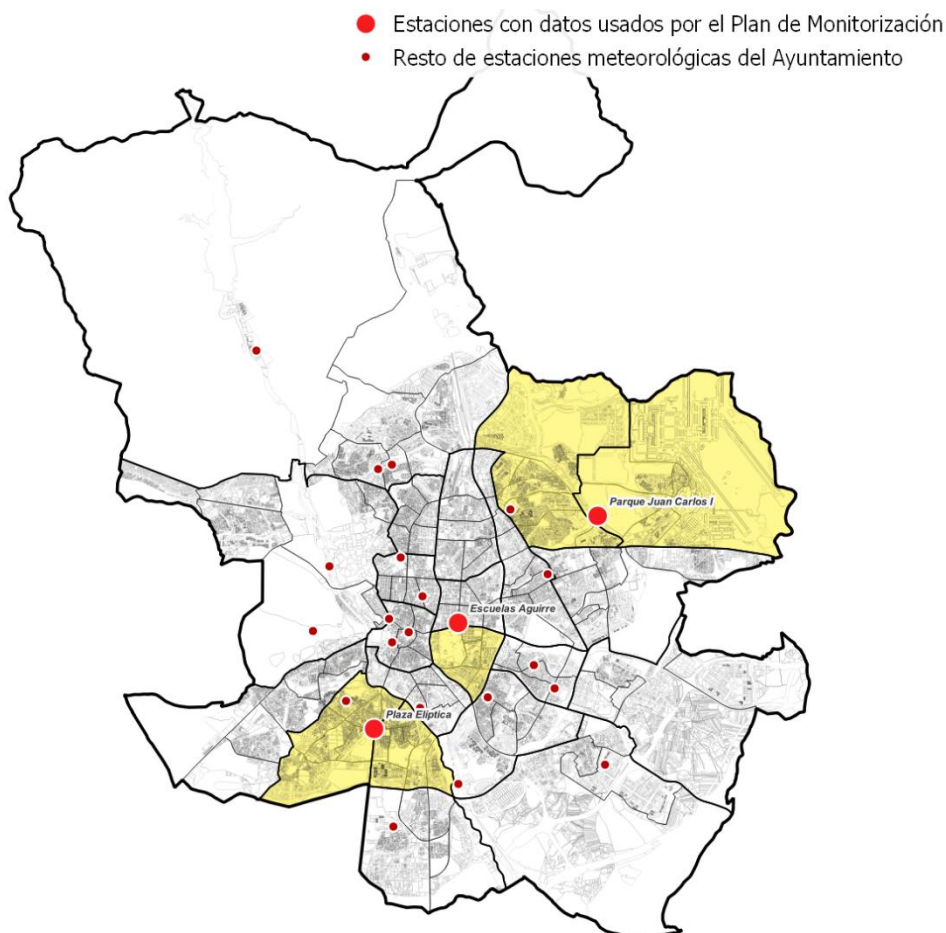 Estaciones con datos usados por el Plan de Monitorización
Resto de estaciones meteorológicas del Ayuntamiento
Parque Juan Carlos I
Escuelas Aguirre
Plaza Elíptica